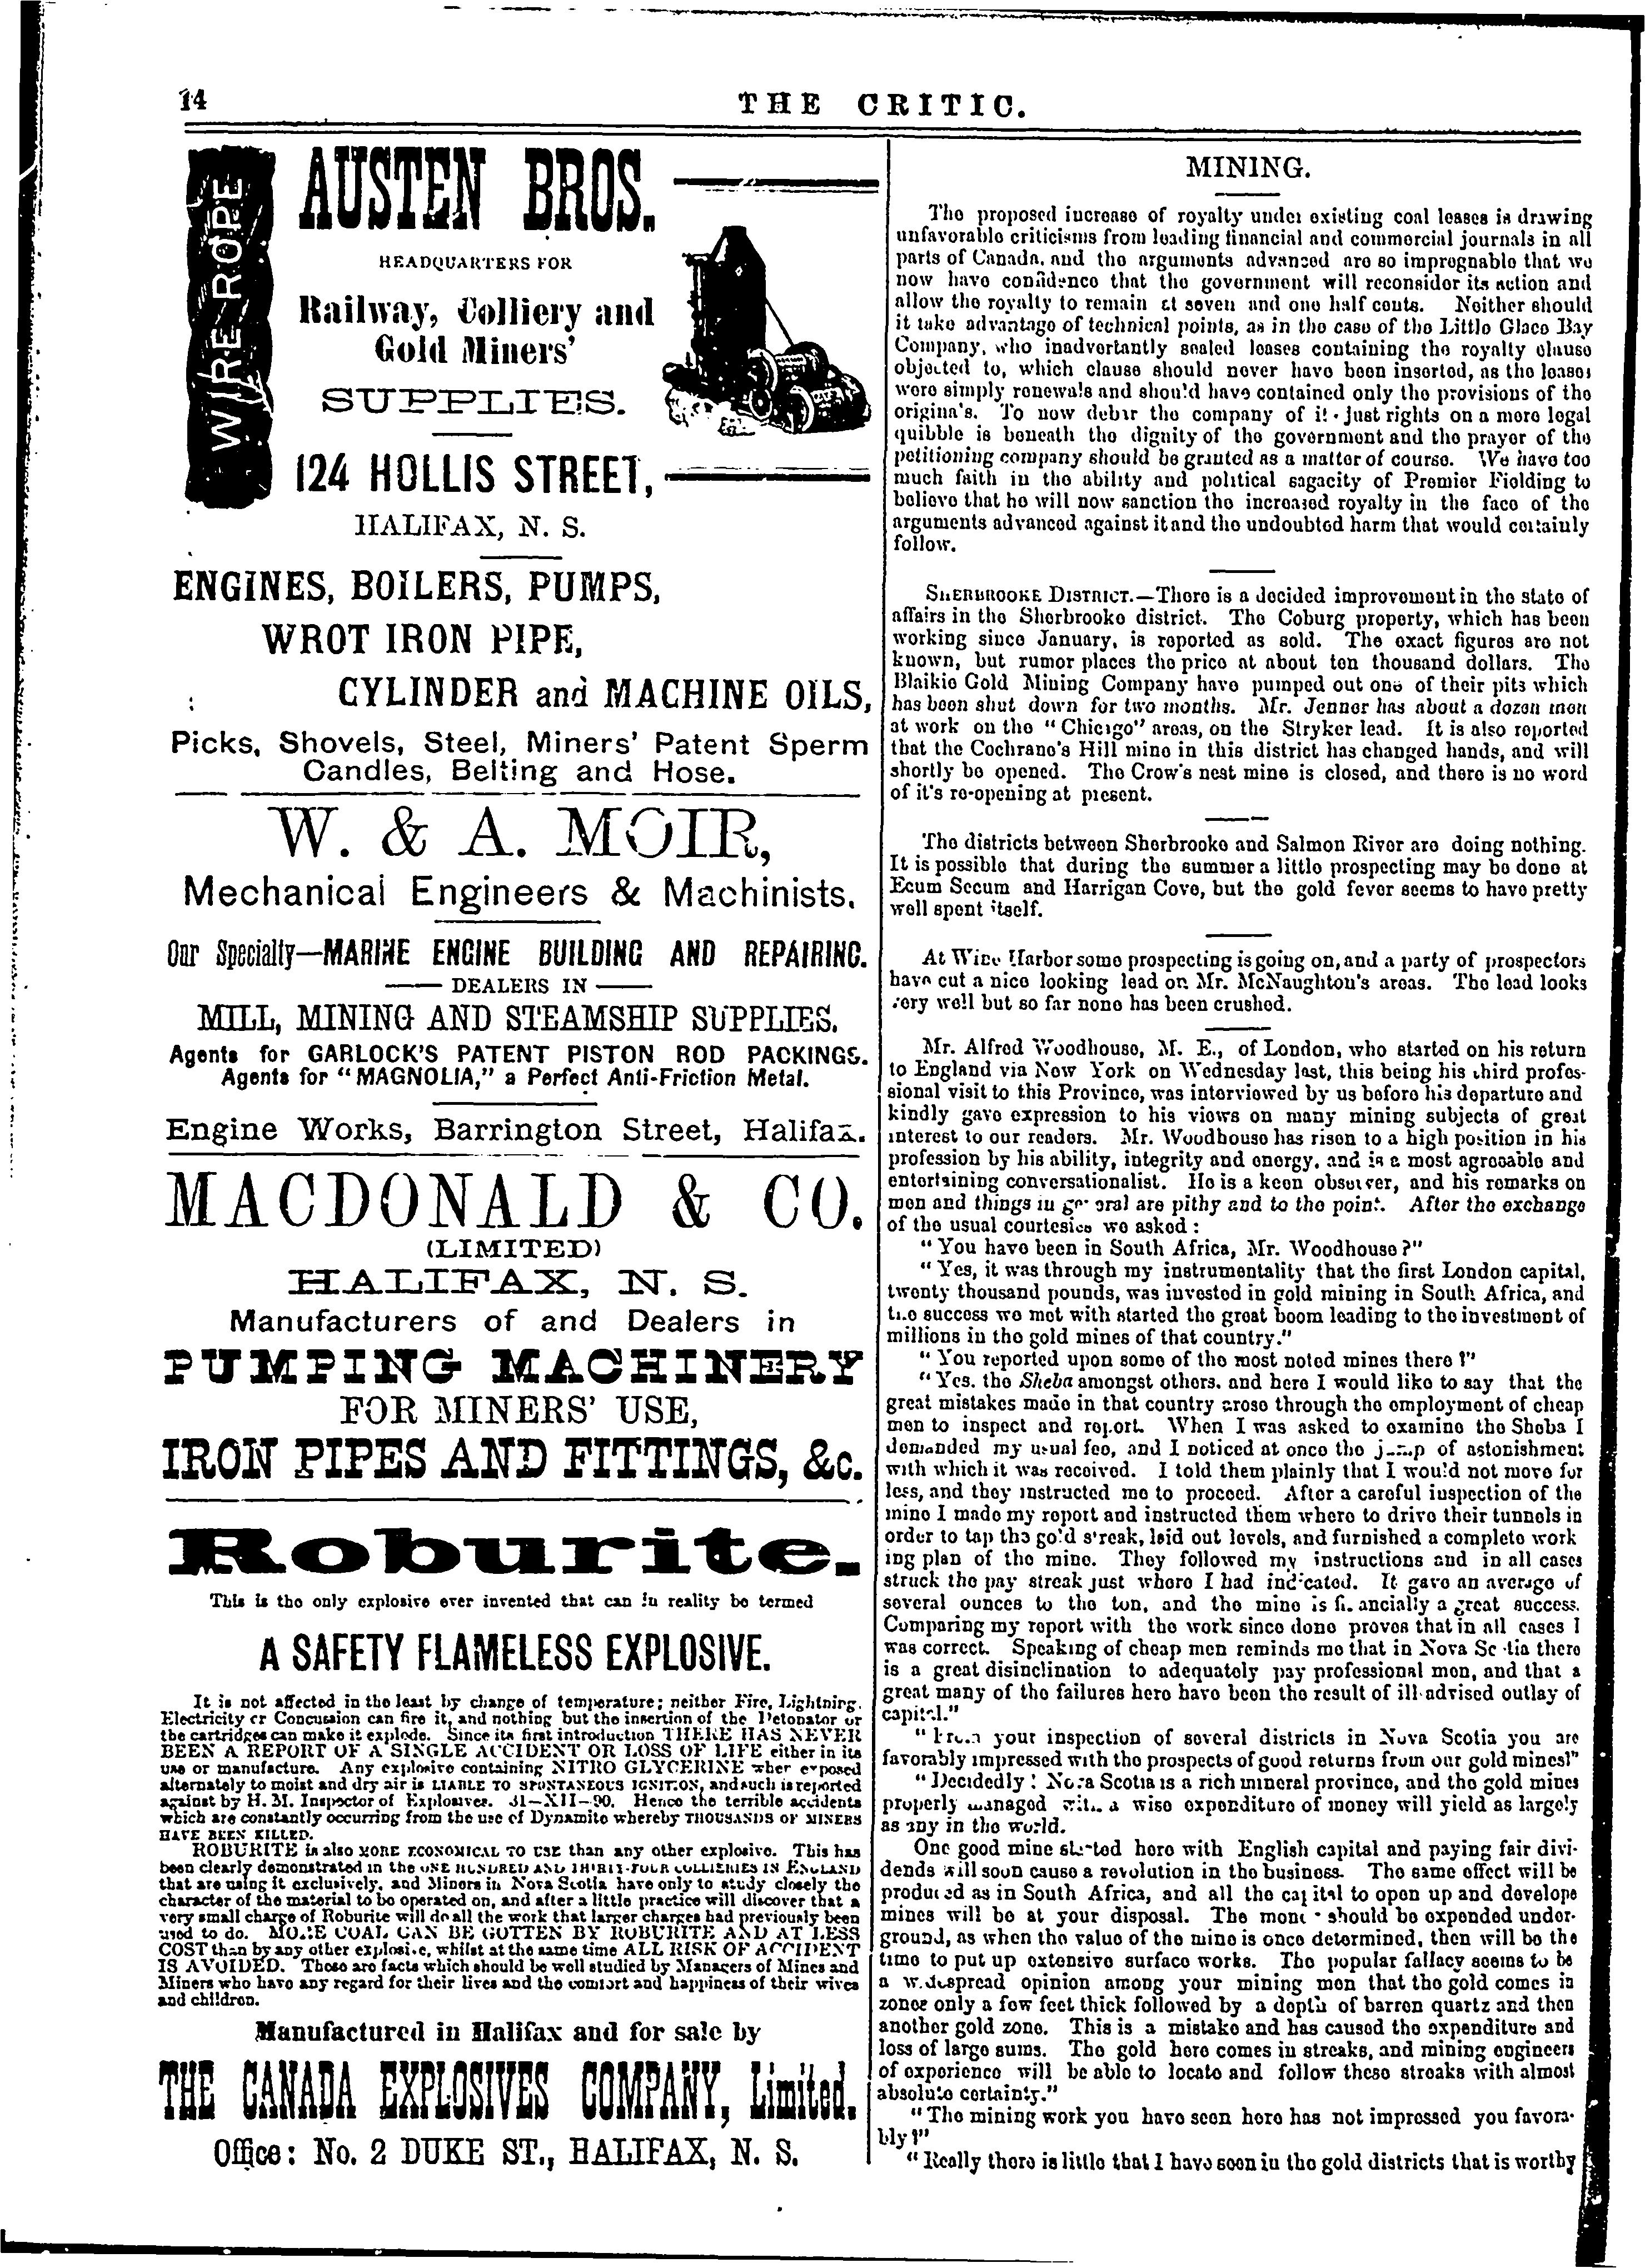 14
THE CRITIC.
WIRE ROPE
AUSTEN BROS.
HEADQUARTERS FOR
Railway, Colliery and
Gold Miners'
SUPPLIES.
124 HOLLIS STREET,
HALIFAX, N. S.
ENGINES, BOILERS, PUMPS,
WROT IRON PIPE,
CYLINDER and MACHINE OILS,
Picks, Shovels, Steel, Miners' Patent Sperm
Candles, Belting and Hose.
W. & A. MOIR,
Mechanical Engineers & Machinists.
Our Specialty—MARINE ENGINE BUILDING AND REPAIRING.
DEALERS IN
MILL, MINING AND STEAMSHIP SUPPLIES.
Agents for GARLOCK'S PATENT PISTON ROD PACKINGS.
Agents for "MAGNOLIA," a Perfect Anti-Friction Metal.
Engine Works, Barrington Street, Halifax.
MACDONALD & CO.
(LIMITED)
HALIFAX, N. S.
Manufacturers of and Dealers in
PUMPING MACHINERY
FOR MINERS' USE,
IRON PIPES AND FITTINGS, &c.
Roburite.
This is the only explosive ever invented that can in reality be termed
A SAFETY FLAMELESS EXPLOSIVE.
It is not affected in the least by change of temperature; neither Fire, Lightning,
Electricity or Concussion can fire it, and nothing but the insertion of the Detonator or
the cartridges can make it explode. Since its first introduction THERE HAS NEVER
BEEN A REPORT OF A SINGLE ACCIDENT OR LOSS OF LIFE either in its
use or manufacture. Any explosive containing NITRO GLYCERINE when exposed
alternately to moist and dry air is LIABLE TO SPONTANEOUS IGNITION, and such is reported
against by H. M. Inspector of Explosives. 31—XII—90. Hence the terrible accidents
which are constantly occurring from the use of Dynamite whereby THOUSANDS OF MINERS
HAVE BEEN KILLED.
ROBURITE is also MORE ECONOMICAL TO USE than any other explosive. This has
been clearly demonstrated in the ONE HUNDRED AND THIRTY-FOUR COLLIERIES IN ENGLAND
that are using it exclusively, and Miners in Nova Scotia have only to study closely the
character of the material to be operated on, and after a little practice will discover that a
very small charge of Roburite will do all the work that larger charges had previously been
used to do. MORE COAL CAN BE GOTTEN BY ROBURITE AND AT LESS
COST than by any other explosive, whilst at the same time ALL RISK OF ACCIDENT
IS AVOIDED. These are facts which should be well studied by Managers of Mines and
Miners who have any regard for their lives and the comfort and happiness of their wives
and children.
Manufactured in Halifax and for sale by
THE CANADA EXPLOSIVES COMPANY, Limited.
Office: No. 2 DUKE ST., HALIFAX, N. S.
MINING.
The proposed increase of royalty under existing coal leases is drawing
unfavorable criticisms from leading financial and commercial journals in all
parts of Canada, and the arguments advanced are so impregnable that we
now have confidence that the government will reconsider its action and
allow the royalty to remain at seven and one half cents. Neither should
it take advantage of technical points, as in the case of the Little Glace Bay
Company, who inadvertantly sealed leases containing the royalty clause
objected to, which clause should never have been inserted, as the leases
were simply renewals and should have contained only the provisions of the
originals. To now debar the company of its just rights on a mere legal
quibble is beneath the dignity of the government and the prayer of the
petitioning company should be granted as a matter of course. We have too
much faith in the ability and political sagacity of Premier Fielding to
believe that he will now sanction the increased royalty in the face of the
arguments advanced against it and the undoubted harm that would certainly
follow.
SHERBROOKE DISTRICT.—There is a decided improvement in the state of
affairs in the Sherbrooke district. The Coburg property, which has been
working since January, is reported as sold. The exact figures are not
known, but rumor places the price at about ten thousand dollars. The
Blaikie Gold Mining Company have pumped out one of their pits which
has been shut down for two months. Mr. Jenner has about a dozen men
at work on the "Chicago" areas, on the Stryker lead. It is also reported
that the Cochrane's Hill mine in this district has changed hands, and will
shortly be opened. The Crow's nest mine is closed, and there is no word
of it's re-opening at present.
The districts between Sherbrooke and Salmon River are doing nothing.
It is possible that during the summer a little prospecting may be done at
Ecum Secum and Harrigan Cove, but the gold fever seems to have pretty
well spent itself.
At Wine Harbor some prospecting is going on, and a party of prospectors
have cut a nice looking lead on Mr. McNaughton's areas. The lead looks
very well but so far none has been crushed.
Mr. Alfred Woodhouse, M. E., of London, who started on his return
to England via New York on Wednesday last, this being his third profes-
sional visit to this Province, was interviewed by us before his departure and
kindly gave expression to his views on many mining subjects of great
interest to our readers. Mr. Woodhouse has risen to a high position in his
profession by his ability, integrity and energy, and is a most agreeable and
entertaining conversationalist. He is a keen observer, and his remarks on
men and things in general are pithy and to the point. After the exchange
of the usual courtesies we asked:
"You have been in South Africa, Mr. Woodhouse?"
"Yes, it was through my instrumentality that the first London capital,
twenty thousand pounds, was invested in gold mining in South Africa, and
the success we met with started the great boom leading to the investment of
millions in the gold mines of that country."
"You reported upon some of the most noted mines there?"
"Yes, the Sheba amongst others, and here I would like to say that the
great mistakes made in that country arose through the employment of cheap
men to inspect and report. When I was asked to examine the Sheba I
demanded my usual fee, and I noticed at once the jump of astonishment
with which it was received. I told them plainly that I would not move for
less, and they instructed me to proceed. After a careful inspection of the
mine I made my report and instructed them where to drive their tunnels in
order to tap the gold streak, laid out levels, and furnished a complete work
ing plan of the mine. They followed my instructions and in all cases
struck the pay streak just where I had indicated. It gave an average of
several ounces to the ton, and the mine is financially a great success.
Comparing my report with the work since done proves that in all cases I
was correct. Speaking of cheap men reminds me that in Nova Scotia there
is a great disinclination to adequately pay professional men, and that a
great many of the failures here have been the result of ill-advised outlay of
capital."
"From your inspection of several districts in Nova Scotia you are
favorably impressed with the prospects of good returns from our gold mines?"
"Decidedly! Nova Scotia is a rich mineral province, and the gold mines
properly managed with a wise expenditure of money will yield as largely
as any in the world.
One good mine started here with English capital and paying fair divi-
dends will soon cause a revolution in the business. The same effect will be
produced as in South Africa, and all the capital to open up and develope
mines will be at your disposal. The money should be expended under-
ground, as when the value of the mine is once determined, then will be the
time to put up extensive surface works. The popular fallacy seems to be
a widespread opinion among your mining men that the gold comes in
zones only a few feet thick followed by a depth of barren quartz and then
another gold zone. This is a mistake and has caused the expenditure and
loss of large sums. The gold here comes in streaks, and mining engineers
of experience will be able to locate and follow these streaks with almost
absolute certainty."
"The mining work you have seen here has not impressed you favora-
bly?"
"Really there is little that I have seen in the gold districts that is worthy